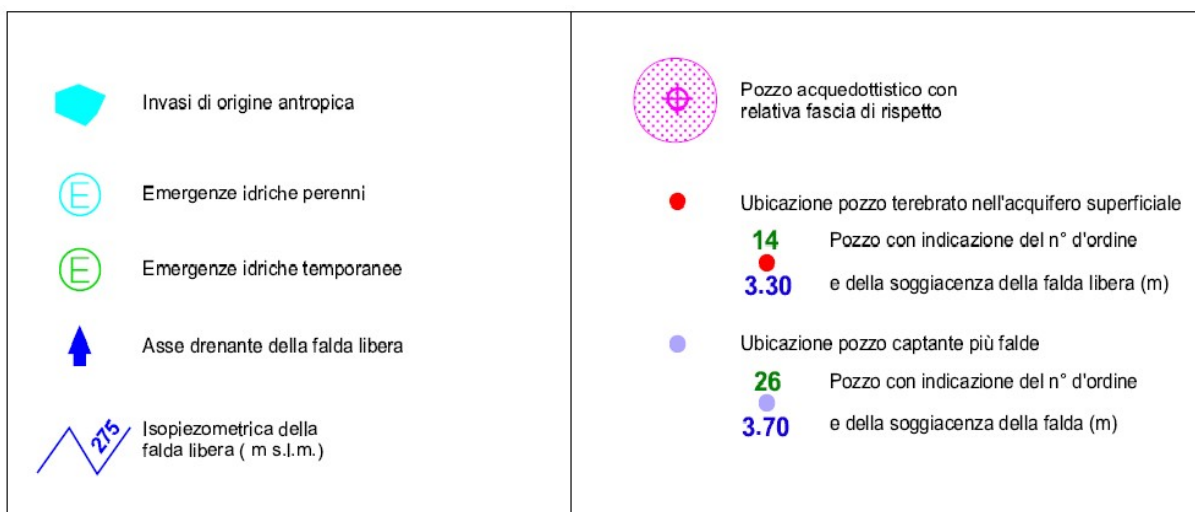 Invasi di origine antropica
E
Emergenze idriche perenni
E
Emergenze idriche temporanee
Asse drenante della falda libera
275
Isopiezometrica della
falda libera ( m s.l.m.)
Pozzo acquedottistico con
relativa fascia di rispetto
Ubicazione pozzo terebrato nell'acquifero superficiale
14
Pozzo con indicazione del n° d'ordine
3.30
e della soggiacenza della falda libera (m)
Ubicazione pozzo captante più falde
26
Pozzo con indicazione del n° d'ordine
3.70
e della soggiacenza della falda (m)